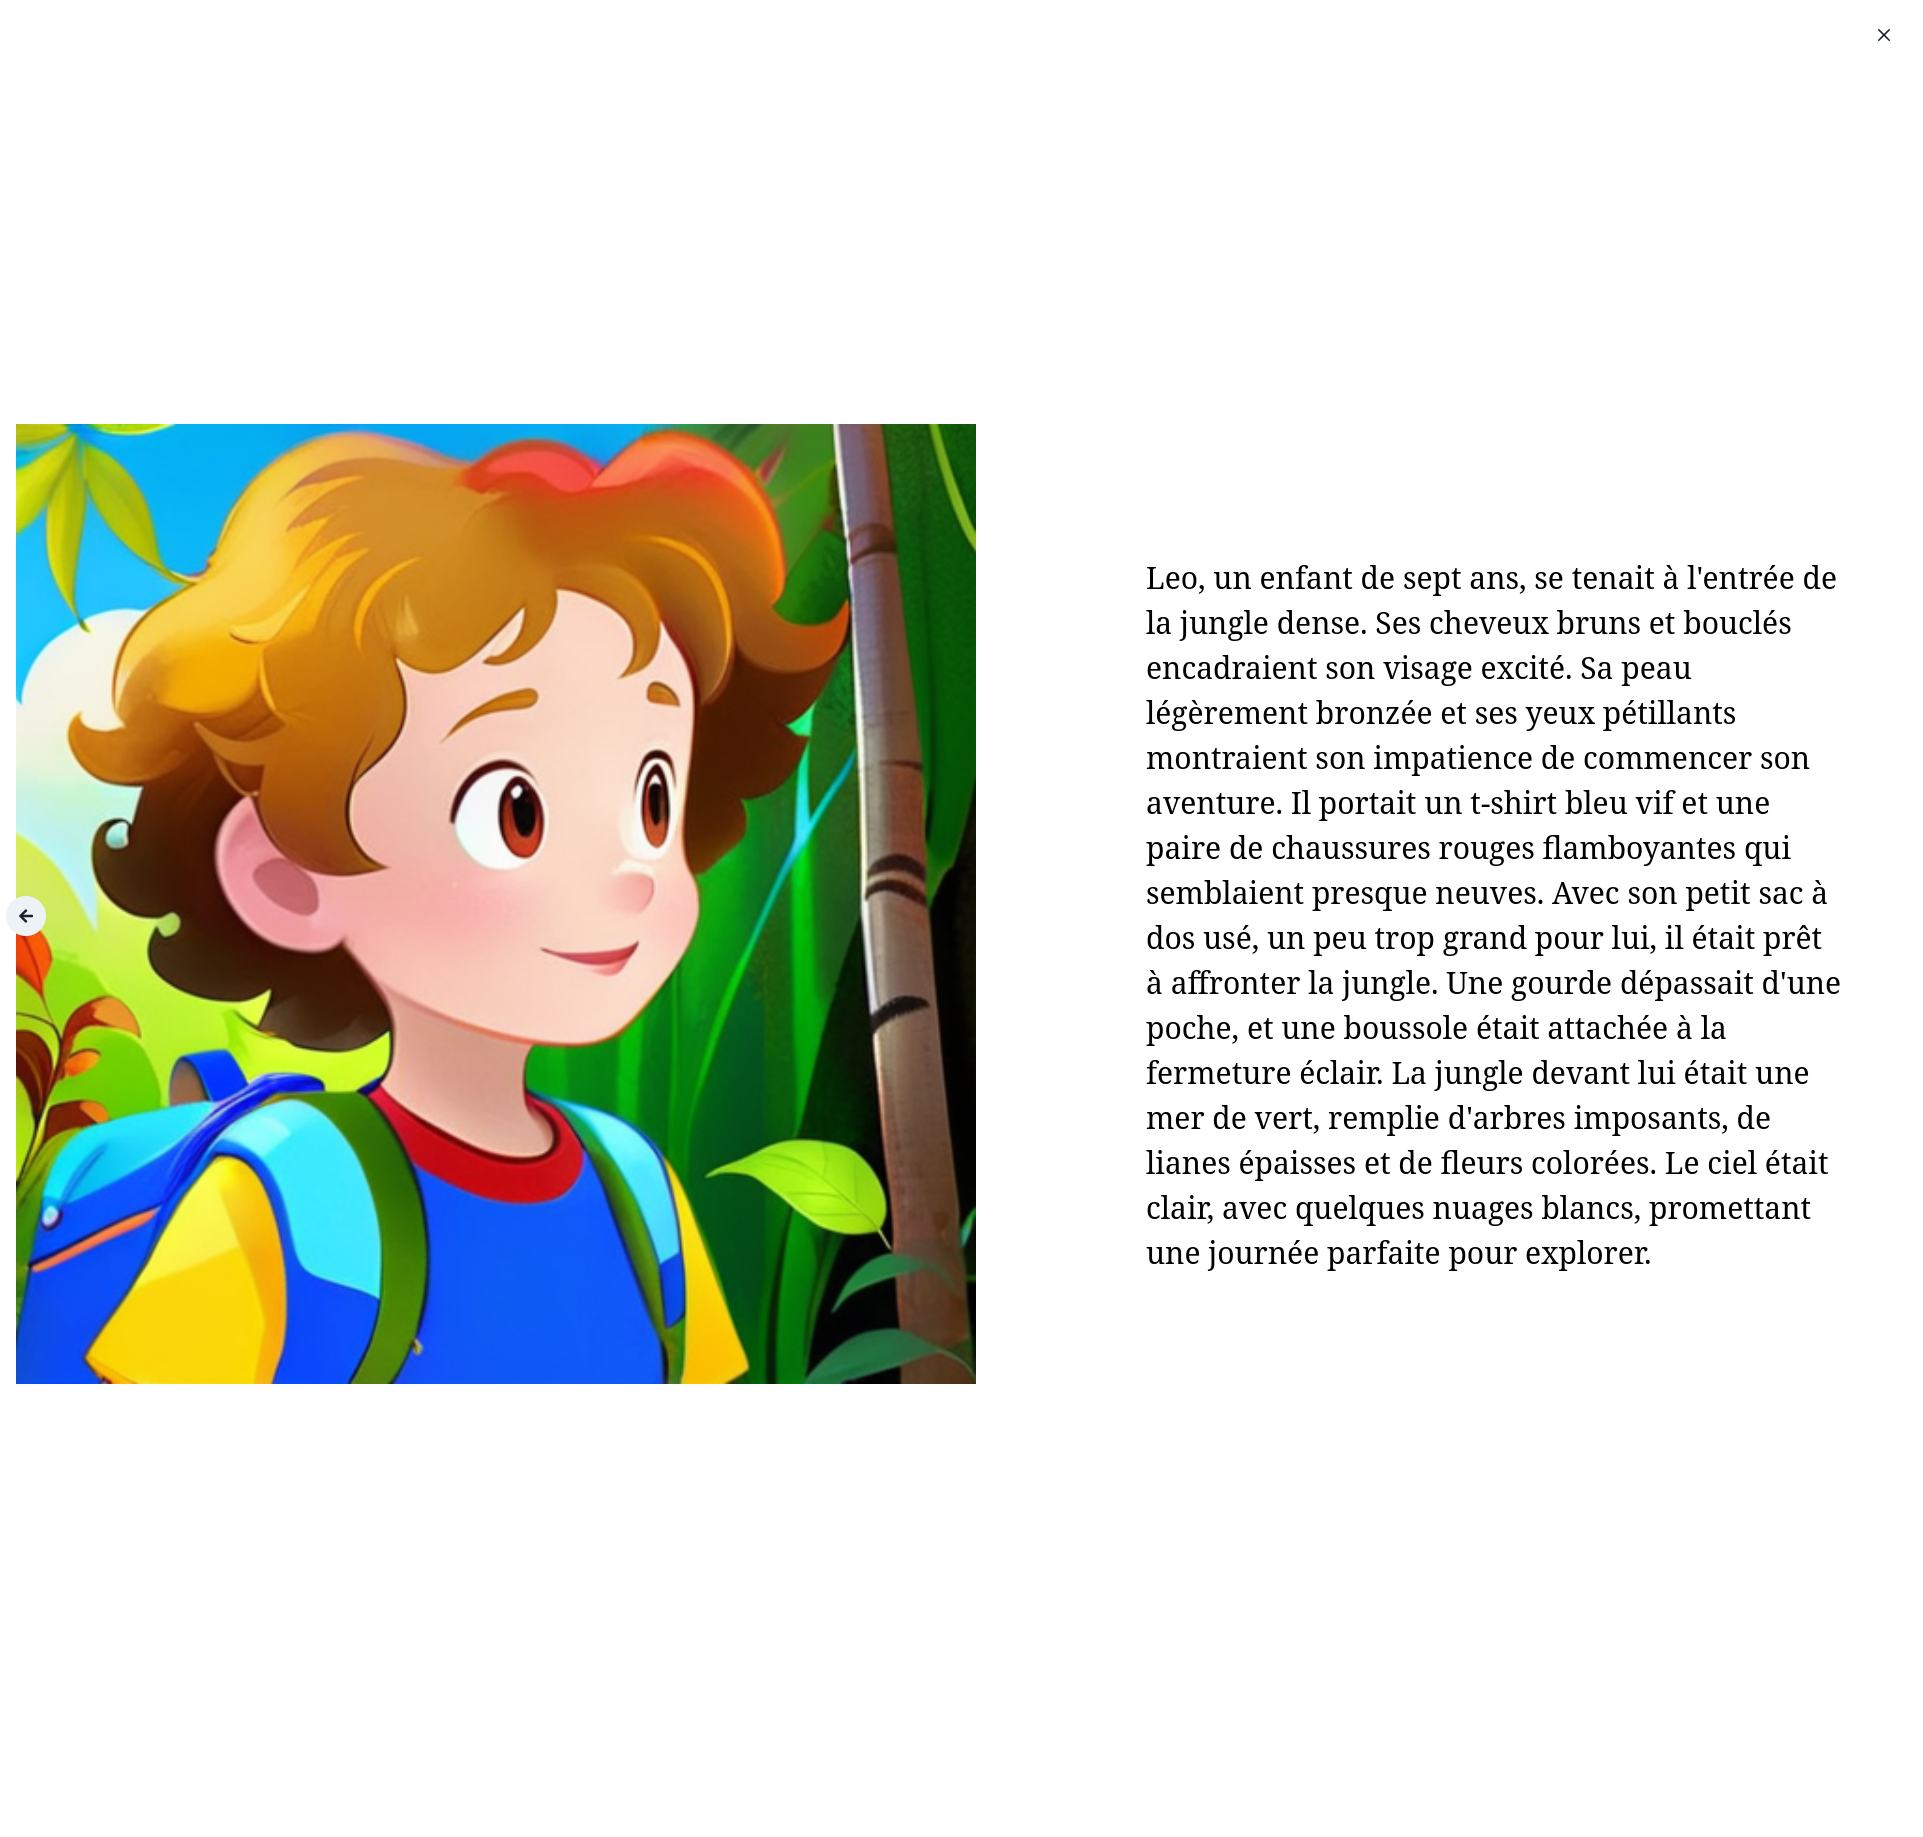 Leo, un enfant de sept ans, se tenait à l'entrée de
la jungle dense. Ses cheveux bruns et bouclés
encadraient son visage excité. Sa peau
légèrement bronzée et ses yeux pétillants
montraient son impatience de commencer son
aventure. Il portait un t-shirt bleu vif et une
paire de chaussures rouges flamboyantes qui
semblaient presque neuves. Avec son petit sac à
dos usé, un peu trop grand pour lui, il était prêt
à affronter la jungle. Une gourde dépassait d'une
poche, et une boussole était attachée à la
fermeture éclair. La jungle devant lui était une
mer de vert, remplie d'arbres imposants, de
lianes épaisses et de fleurs colorées. Le ciel était
clair, avec quelques nuages blancs, promettant
une journée parfaite pour explorer.